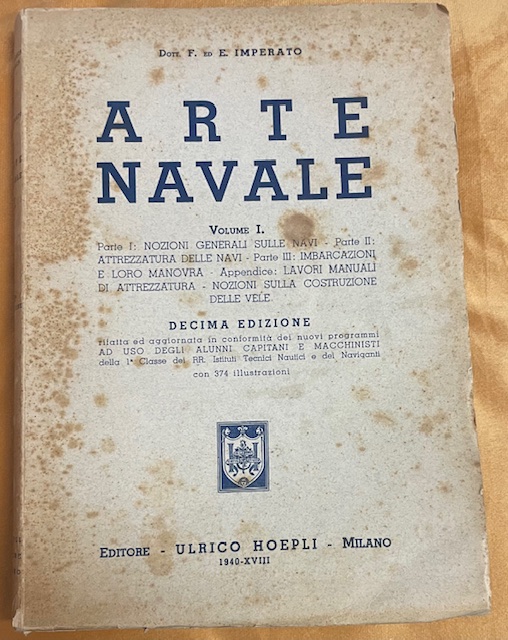 Dott. F. ed E. IMPERATO
ARTE
NAVALE
VOLUME I.
Parte I: NOZIONI GENERALI SULLE NAVI - Parte II:
ATTREZZATURA DELLE NAVI - Parte III: IMBARCAZIONI
E LORO MANOVRA - Appendice: LAVORI MANUALI
DI ATTREZZATURA - NOZIONI SULLA COSTRUZIONE
DELLE VELE
DECIMA EDIZIONE
rifatta ed aggiornata in conformità dei nuovi programmi
AD USO DEGLI ALUNNI CAPITANI E MACCHINISTI
della 1ª Classe dei RR. Istituti Tecnici Nautici e dei Naviganti
con 374 illustrazioni
EDITORE - ULRICO HOEPLI - MILANO
1940-XVIII